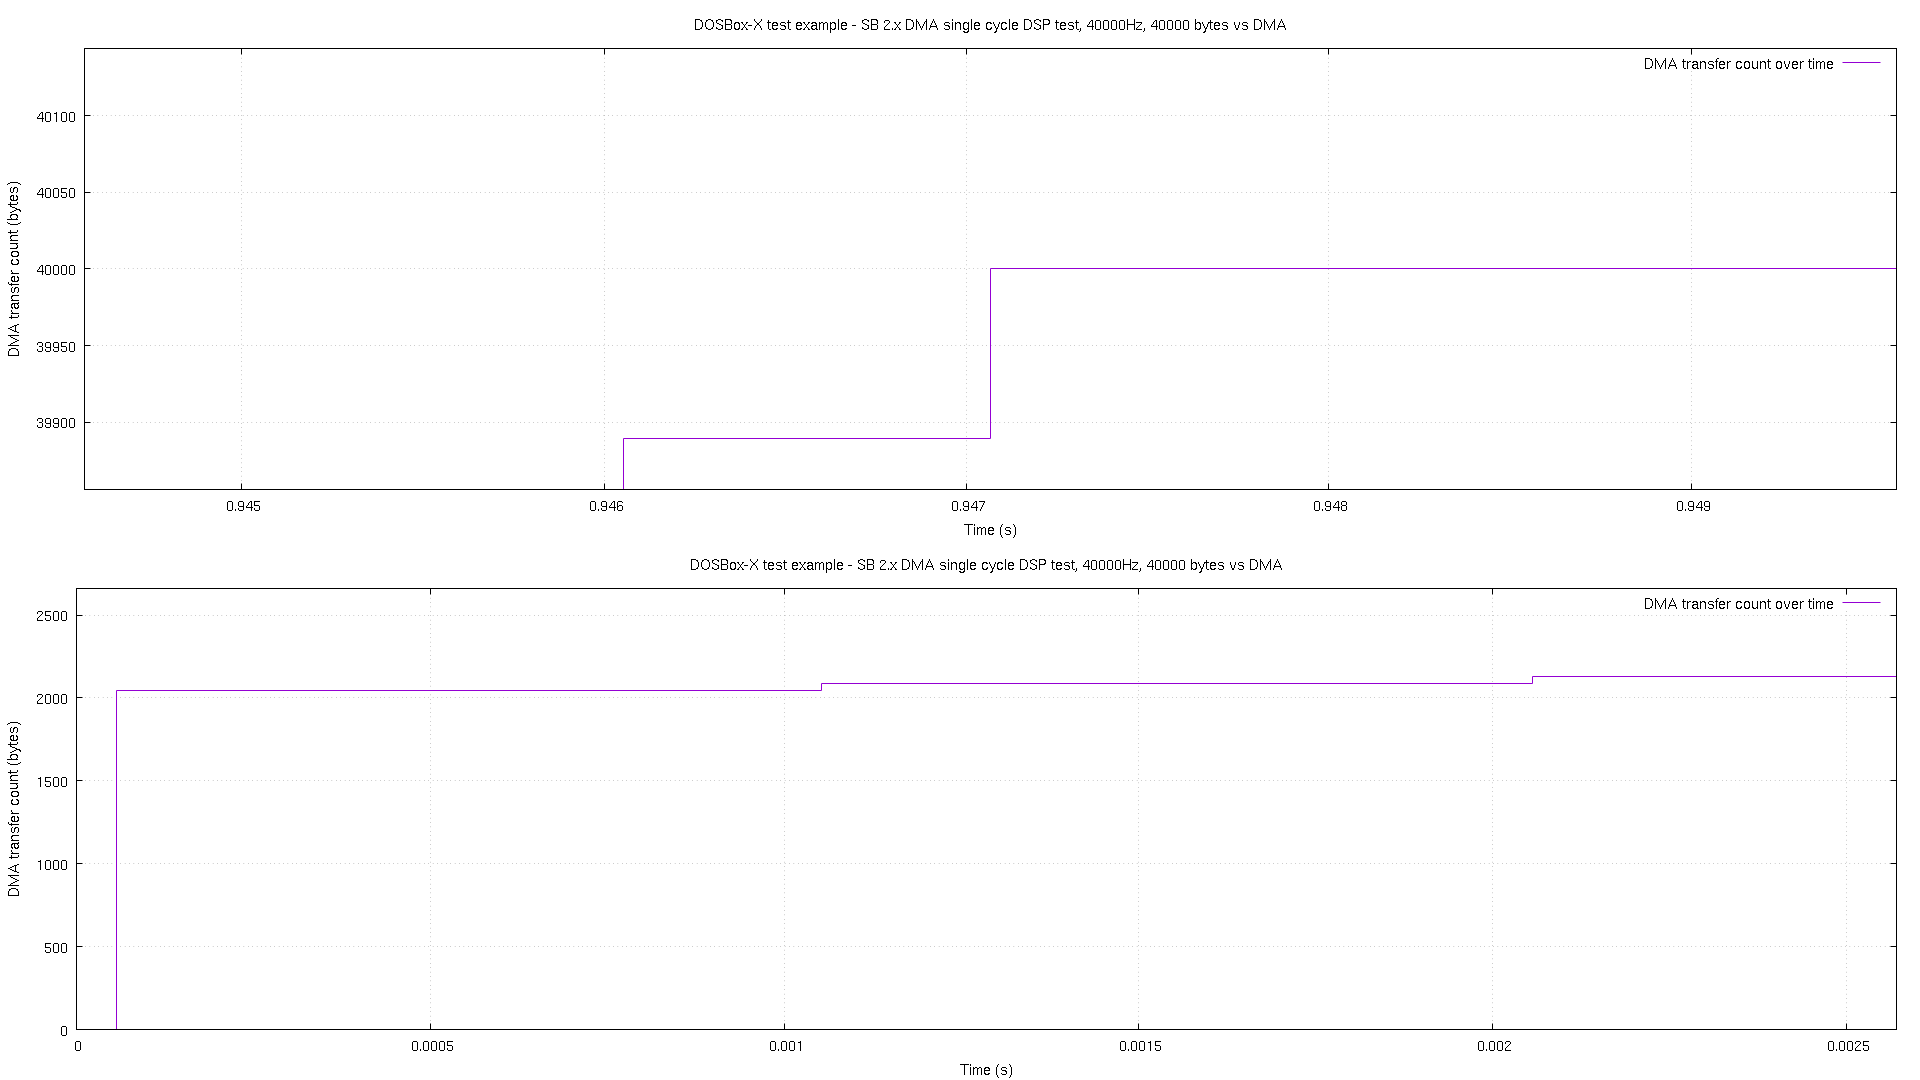 DOSBox-X test example - SB 2.x DMA single cycle DSP test, 40000Hz, 40000 bytes vs DMA
DMA transfer count over time
DMA transfer count (bytes)
40100
40050
40000
39950
39900
0.945 0.946 0.947 0.948 0.949
Time (s)
DOSBox-X test example - SB 2.x DMA single cycle DSP test, 40000Hz, 40000 bytes vs DMA
DMA transfer count over time
DMA transfer count (bytes)
2500
2000
1500
1000
500
0
0 0.0005 0.001 0.0015 0.002 0.0025
Time (s)